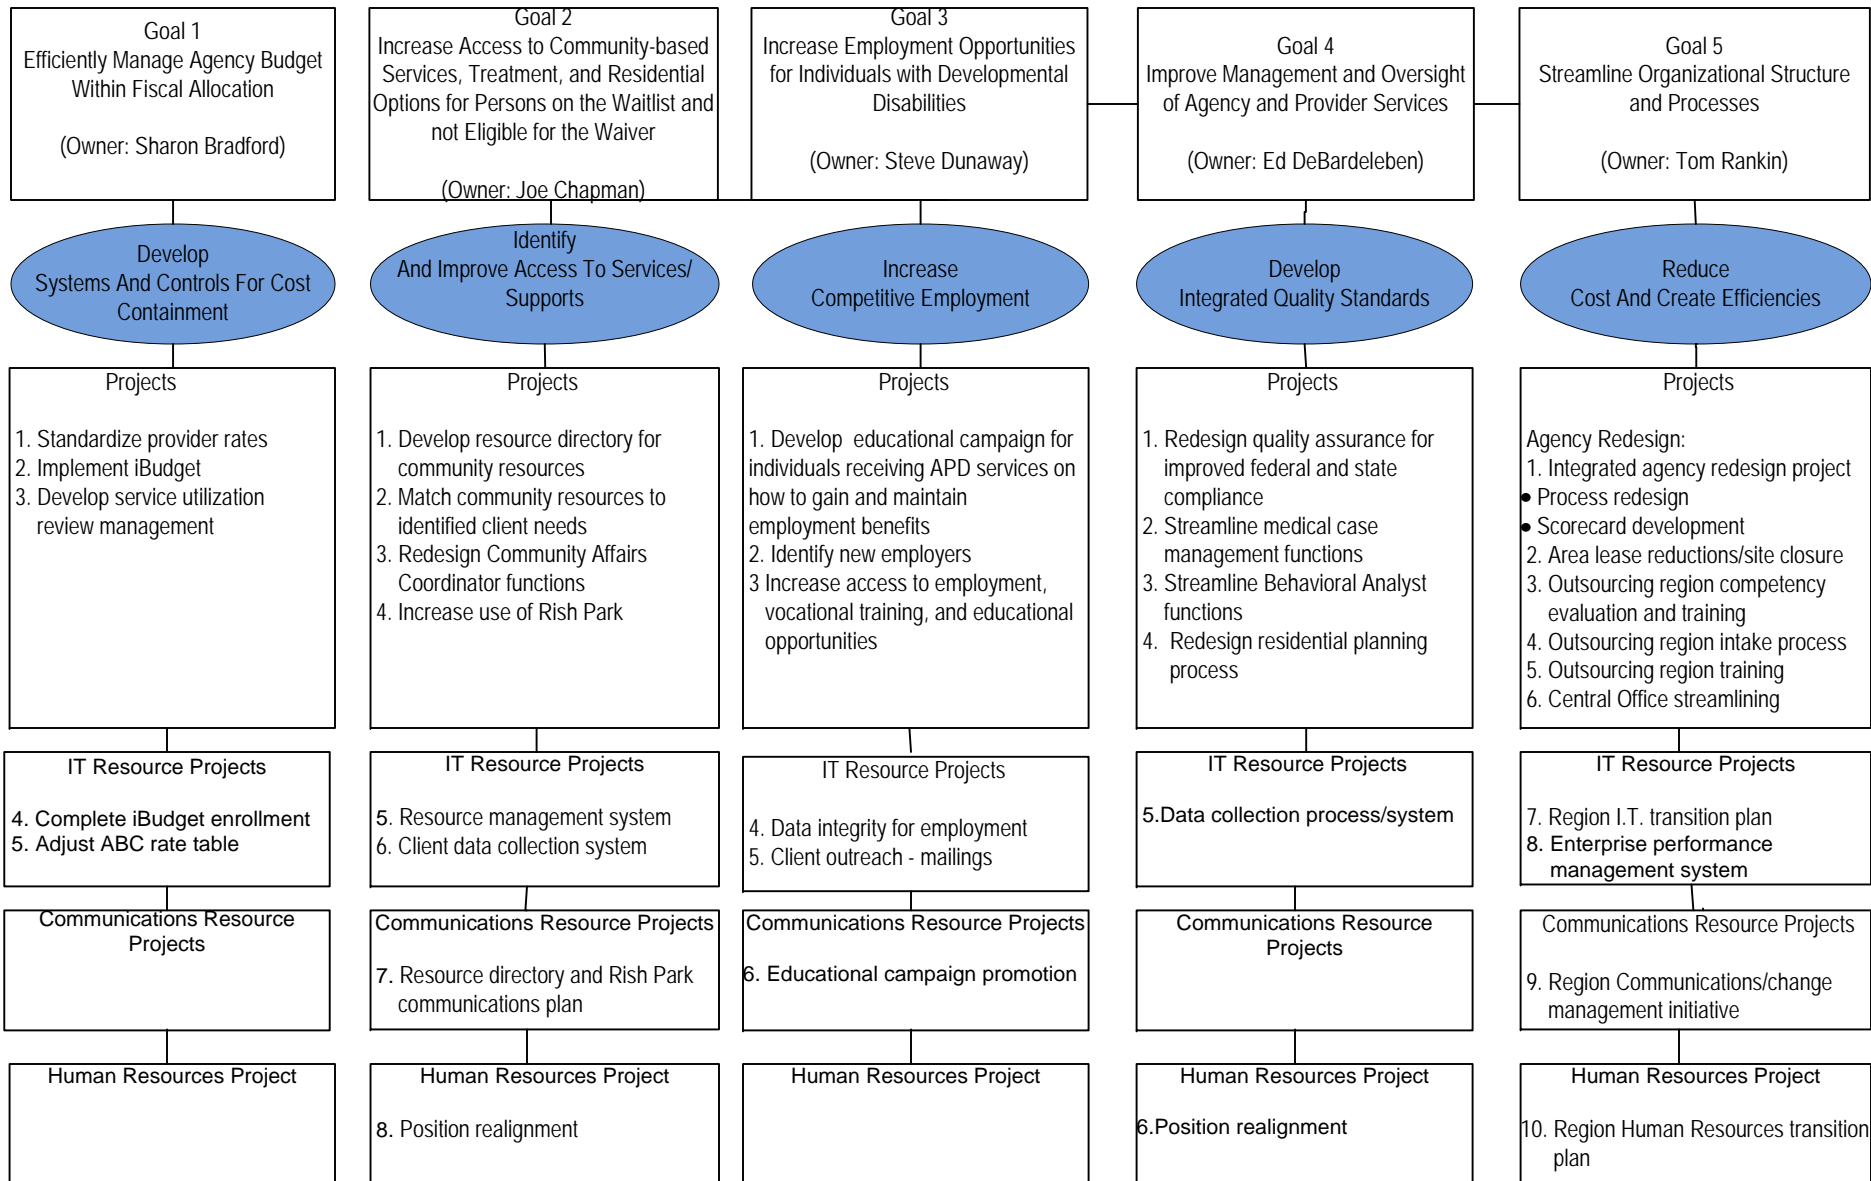 Goal 1
Efficiently Manage Agency Budget
Within Fiscal Allocation
(Owner: Sharon Bradford)
Goal 2
Increase Access to Community-based
Services, Treatment, and Residential
Options for Persons on the Waitlist and
not Eligible for the Waiver
(Owner: Joe Chapman)
Goal 3
Increase Employment Opportunities
for Individuals with Developmental
Disabilities
(Owner: Steve Dunaway)
Goal 4
Improve Management and Oversight
of Agency and Provider Services
(Owner: Ed DeBardeleben)
Goal 5
Streamline Organizational Structure
and Processes
(Owner: Tom Rankin)
Develop
Systems And Controls For Cost
Containment
Identify
And Improve Access To Services/
Supports
Increase
Competitive Employment
Develop
Integrated Quality Standards
Reduce
Cost And Create Efficiencies
Projects
1. Standardize provider rates
2. Implement iBudget
3. Develop service utilization
review management
Projects
1. Develop resource directory for
community resources
2. Match community resources to
identified client needs
3. Redesign Community Affairs
Coordinator functions
4. Increase use of Rish Park
Projects
1. Develop educational campaign for
individuals receiving APD services on
how to gain and maintain
employment benefits
2. Identify new employers
3 Increase access to employment,
vocational training, and educational
opportunities
Projects
1. Redesign quality assurance for
improved federal and state
compliance
2. Streamline medical case
management functions
3. Streamline Behavioral Analyst
functions
4. Redesign residential planning
process
Projects
Agency Redesign:
1. Integrated agency redesign project
• Process redesign
• Scorecard development
2. Area lease reductions/site closure
3. Outsourcing region competency
evaluation and training
4. Outsourcing region intake process
5. Outsourcing region training
6. Central Office streamlining
IT Resource Projects
4. Complete iBudget enrollment
5. Adjust ABC rate table
IT Resource Projects
5. Resource management system
6. Client data collection system
IT Resource Projects
4. Data integrity for employment
5. Client outreach - mailings
IT Resource Projects
5.Data collection process/system
IT Resource Projects
7. Region I.T. transition plan
8. Enterprise performance
management system
Communications Resource
Projects
Communications Resource Projects
7. Resource directory and Rish Park
communications plan
Communications Resource Projects
6. Educational campaign promotion
Communications Resource
Projects
Communications Resource Projects
9. Region Communications/change
management initiative
Human Resources Project
Human Resources Project
8. Position realignment
Human Resources Project
Human Resources Project
6.Position realignment
Human Resources Project
10. Region Human Resources transition
plan